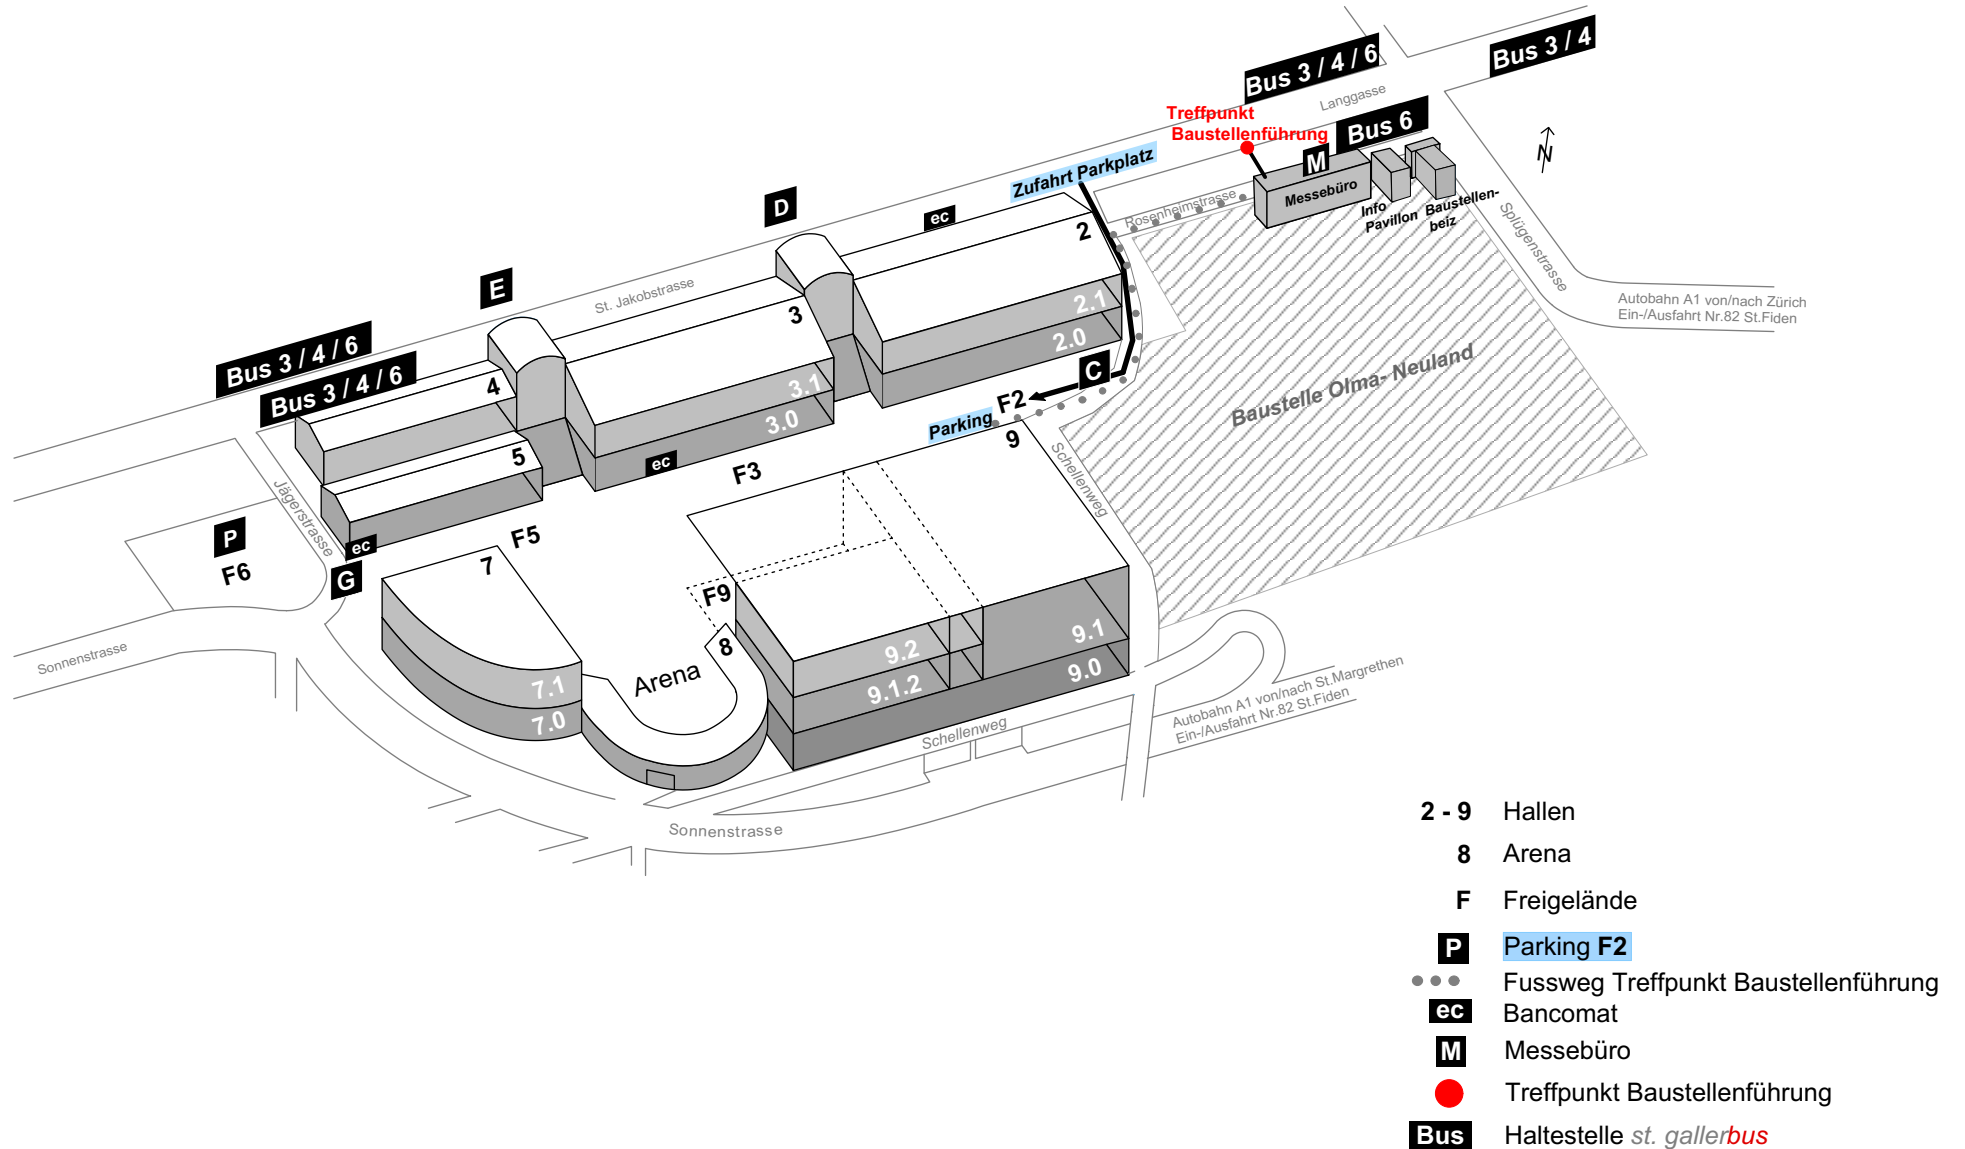 Bus 3 / 4 / 6
Bus 3 / 4
Langgasse
Treffpunkt
Baustellenführung
Bus 6
M
Messebüro
Info
Pavillon
Baustellen-
beiz
N
Zufahrt Parkplatz
Rosenheimstrasse
Splügenstrasse
Autobahn A1 von/nach Zürich
Ein-/Ausfahrt Nr.82 St.Fiden
D
ec
2
2.1
2.0
E
St. Jakobstrasse
3
3.1
3.0
Bus 3 / 4 / 6
Bus 3 / 4 / 6
4
5
C
F2
Parking
9
Baustelle Olma- Neuland
Schellenweg
ec
F3
Jägerstrasse
P
F6
ec
G
F5
7
7.1
7.0
F9
8
Arena
9.2
9.1.2
9.1
9.0
Sonnenstrasse
Schellenweg
Autobahn A1 von/nach St.Margrethen
Ein-/Ausfahrt Nr.82 St.Fiden
Sonnenstrasse
2 - 9 Hallen
8 Arena
F Freigelände
P Parking F2
Fussweg Treffpunkt Baustellenführung
ec Bancomat
M Messebüro
Treffpunkt Baustellenführung
Bus Haltestelle st. gallerbus